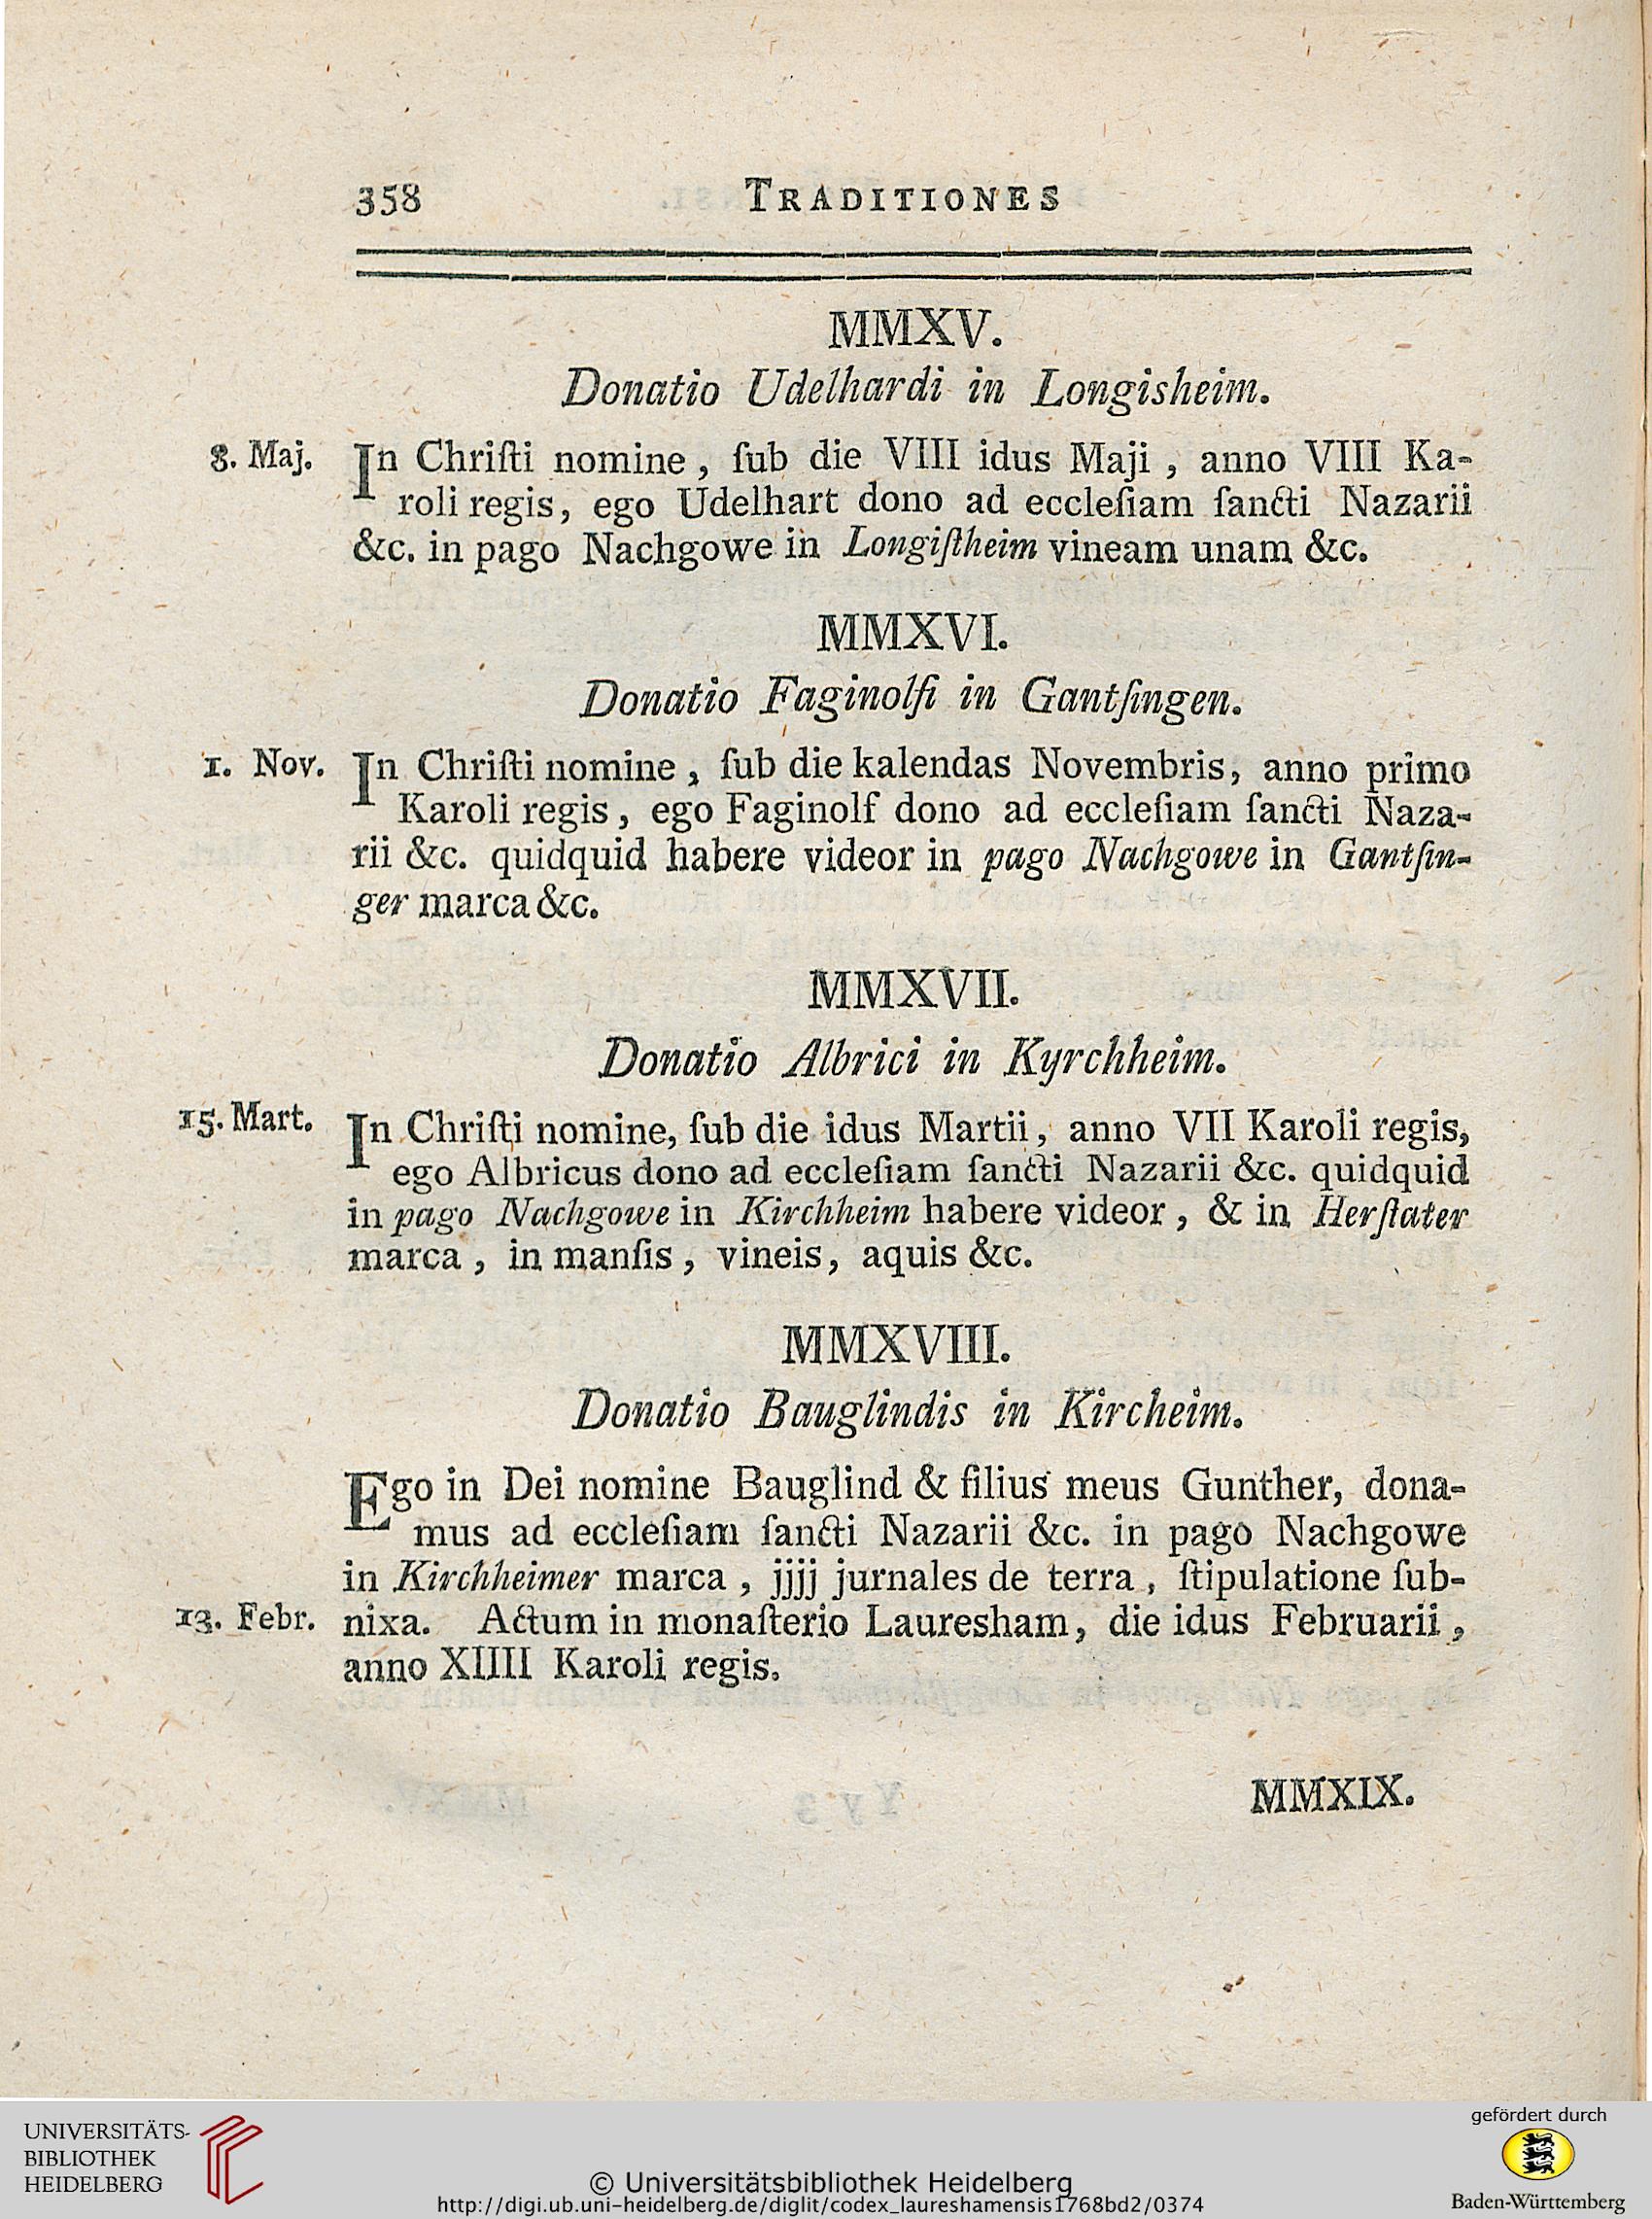 358 TRADITIONES
MMXV.
Donatio Udelhardi in Longisheim.
8. Maj. In Chriſti nomine, ſub die VIII idus Maji, anno VIII Ka-
roli regis, ego Udelhart dono ad eccleſiam ſancti Nazarii
&c. in pago Nachgowe in Longiſtheim vineam unam &c.
MMXVI.
Donatio Faginolfi in Gantſingen.
1. Nov. In Chriſti nomine, ſub die kalendas Novembris, anno primo
Karoli regis, ego Faginolf dono ad eccleſiam ſancti Naza-
rii &c. quidquid habere videor in pago Nachgowe in Gantſin-
ger marca &c.
MMXVII.
Donatio Albrici in Kyrchheim.
15. Mart. In Chriſti nomine, ſub die idus Martii, anno VII Karoli regis,
ego Albricus dono ad eccleſiam ſancti Nazarii &c. quidquid
in pago Nachgowe in Kirchheim habere videor, & in Herſtater
marca, in manſis, vineis, aquis &c.
MMXVIII.
Donatio Bauglindis in Kircheim.
Ego in Dei nomine Bauglind & filius meus Gunther, dona-
mus ad eccleſiam ſancti Nazarii &c. in pago Nachgowe
in Kirchheimer marca, jjjj jurnales de terra, ſtipulatione ſub-
13. Febr. nixa. Actum in monaſterio Lauresham, die idus Februarii,
anno XIIII Karoli regis.
MMXIX.
UNIVERSITÄTS-
BIBLIOTHEK
HEIDELBERG
© Universitätsbibliothek Heidelberg
http://digi.ub.uni-heidelberg.de/diglit/codex_laureshamensis1768bd2/0374
gefördert durch
Baden-Württemberg